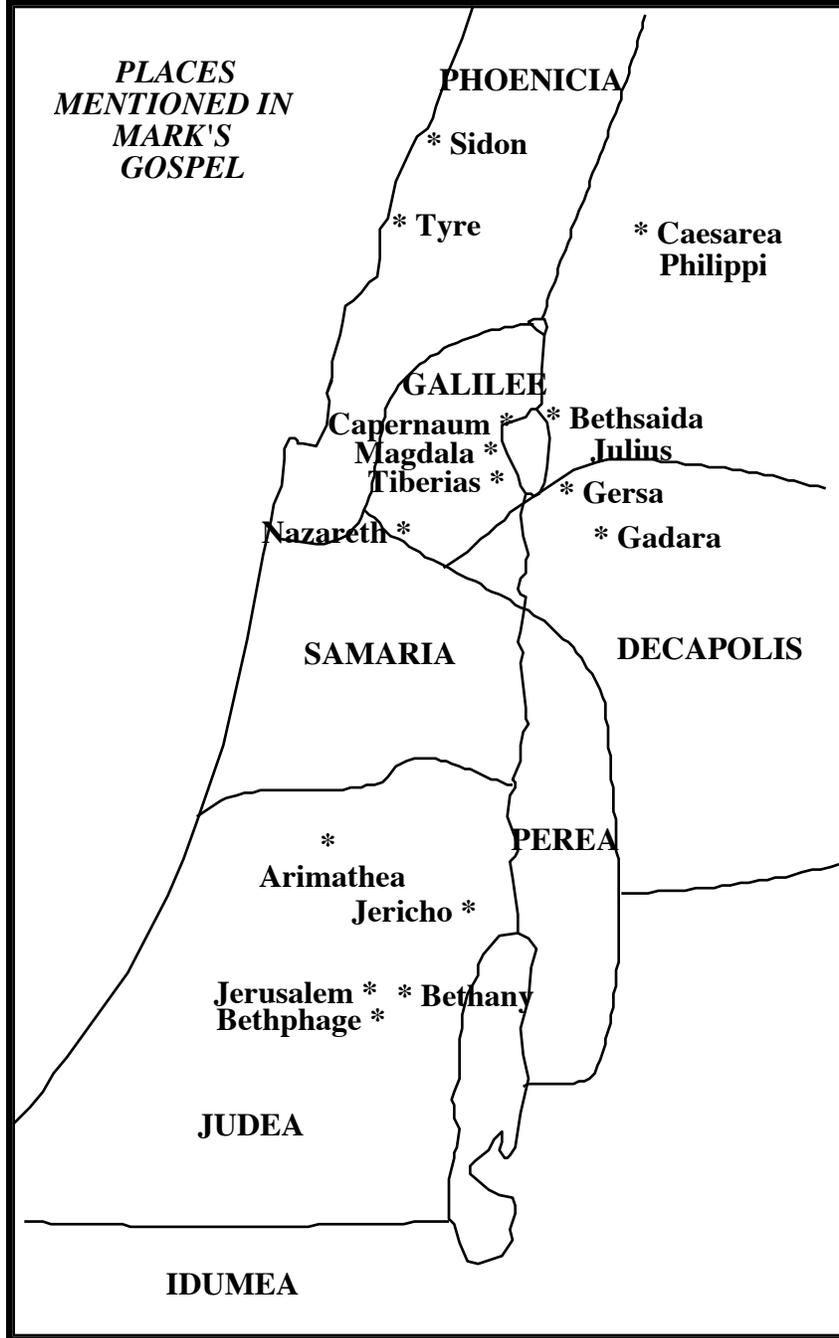 PLACES
MENTIONED IN
MARK'S
GOSPEL
PHOENICIA
* Sidon
* Tyre
* Caesarea
Philippi
GALILEE
Capernaum *
* Bethsaida
Julius
Magdala *
Tiberias *
* Gersa
Nazareth *
* Gadara
SAMARIA
DECAPOLIS
PEREA
*
Arimathea
Jericho *
Jerusalem *
* Bethany
Bethphage *
JUDEA
IDUMEA